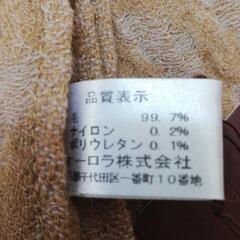 品質表示
毛 99.7%
ナイロン 0.2%
ポリウレタン 0.1%
オーロラ株式会社
千代田区一番町10番地